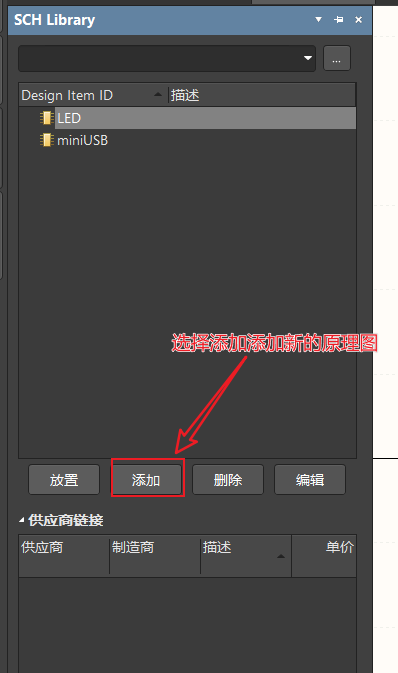 SCH Library
...
Design Item ID 描述
LED
miniUSB
选择添加添加新的原理图
放置 添加 删除 编辑
供应商链接
供应商 制造商 描述 单价